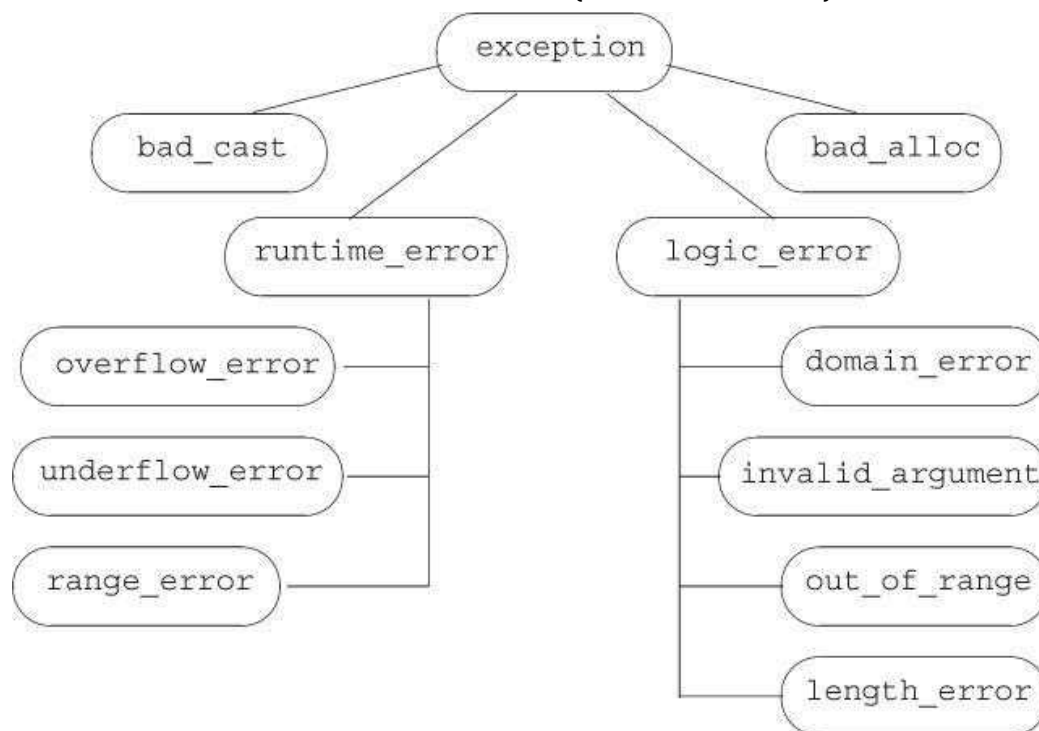 exception
bad_cast
bad_alloc
runtime_error
logic_error
overflow_error
domain_error
underflow_error
invalid_argument
range_error
out_of_range
length_error